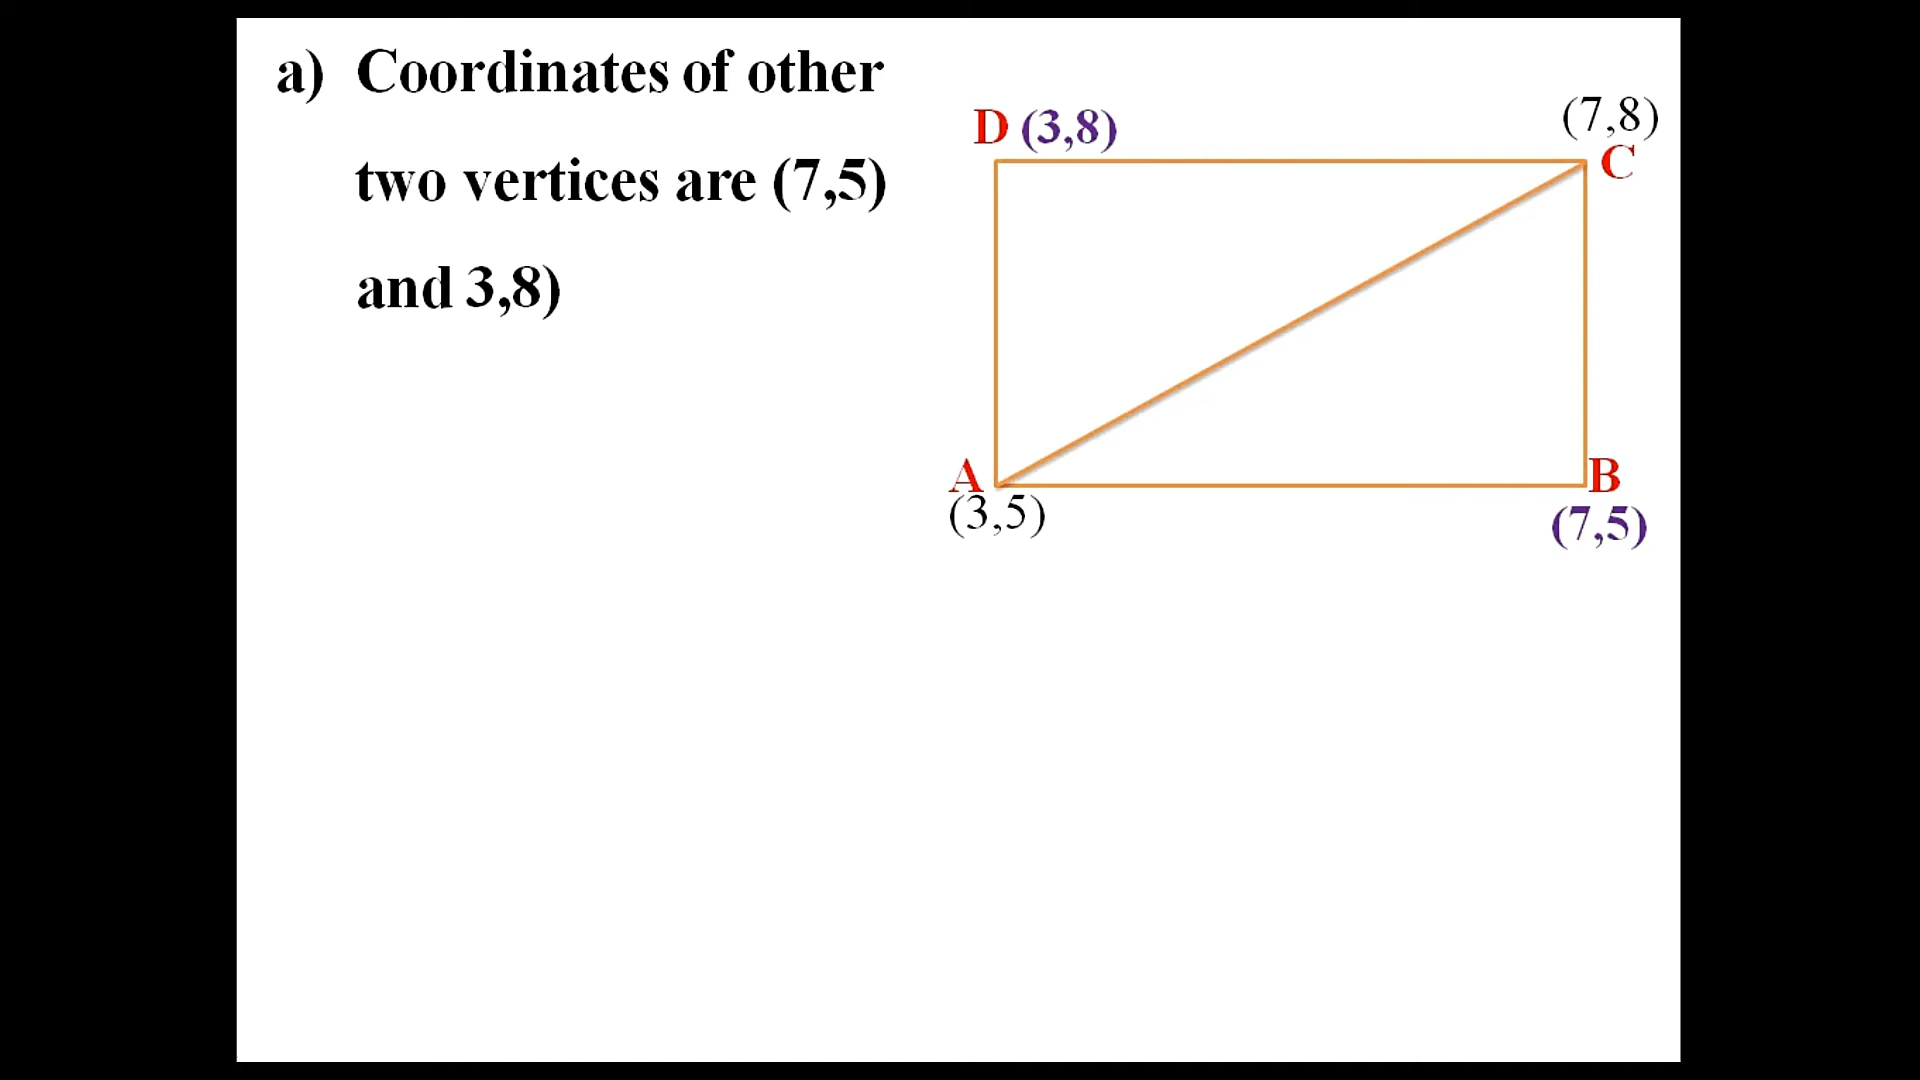 a) Coordinates of other
two vertices are (7,5)
and 3,8)
D (3,8)
(7,8)
C
A
(3,5)
B
(7,5)